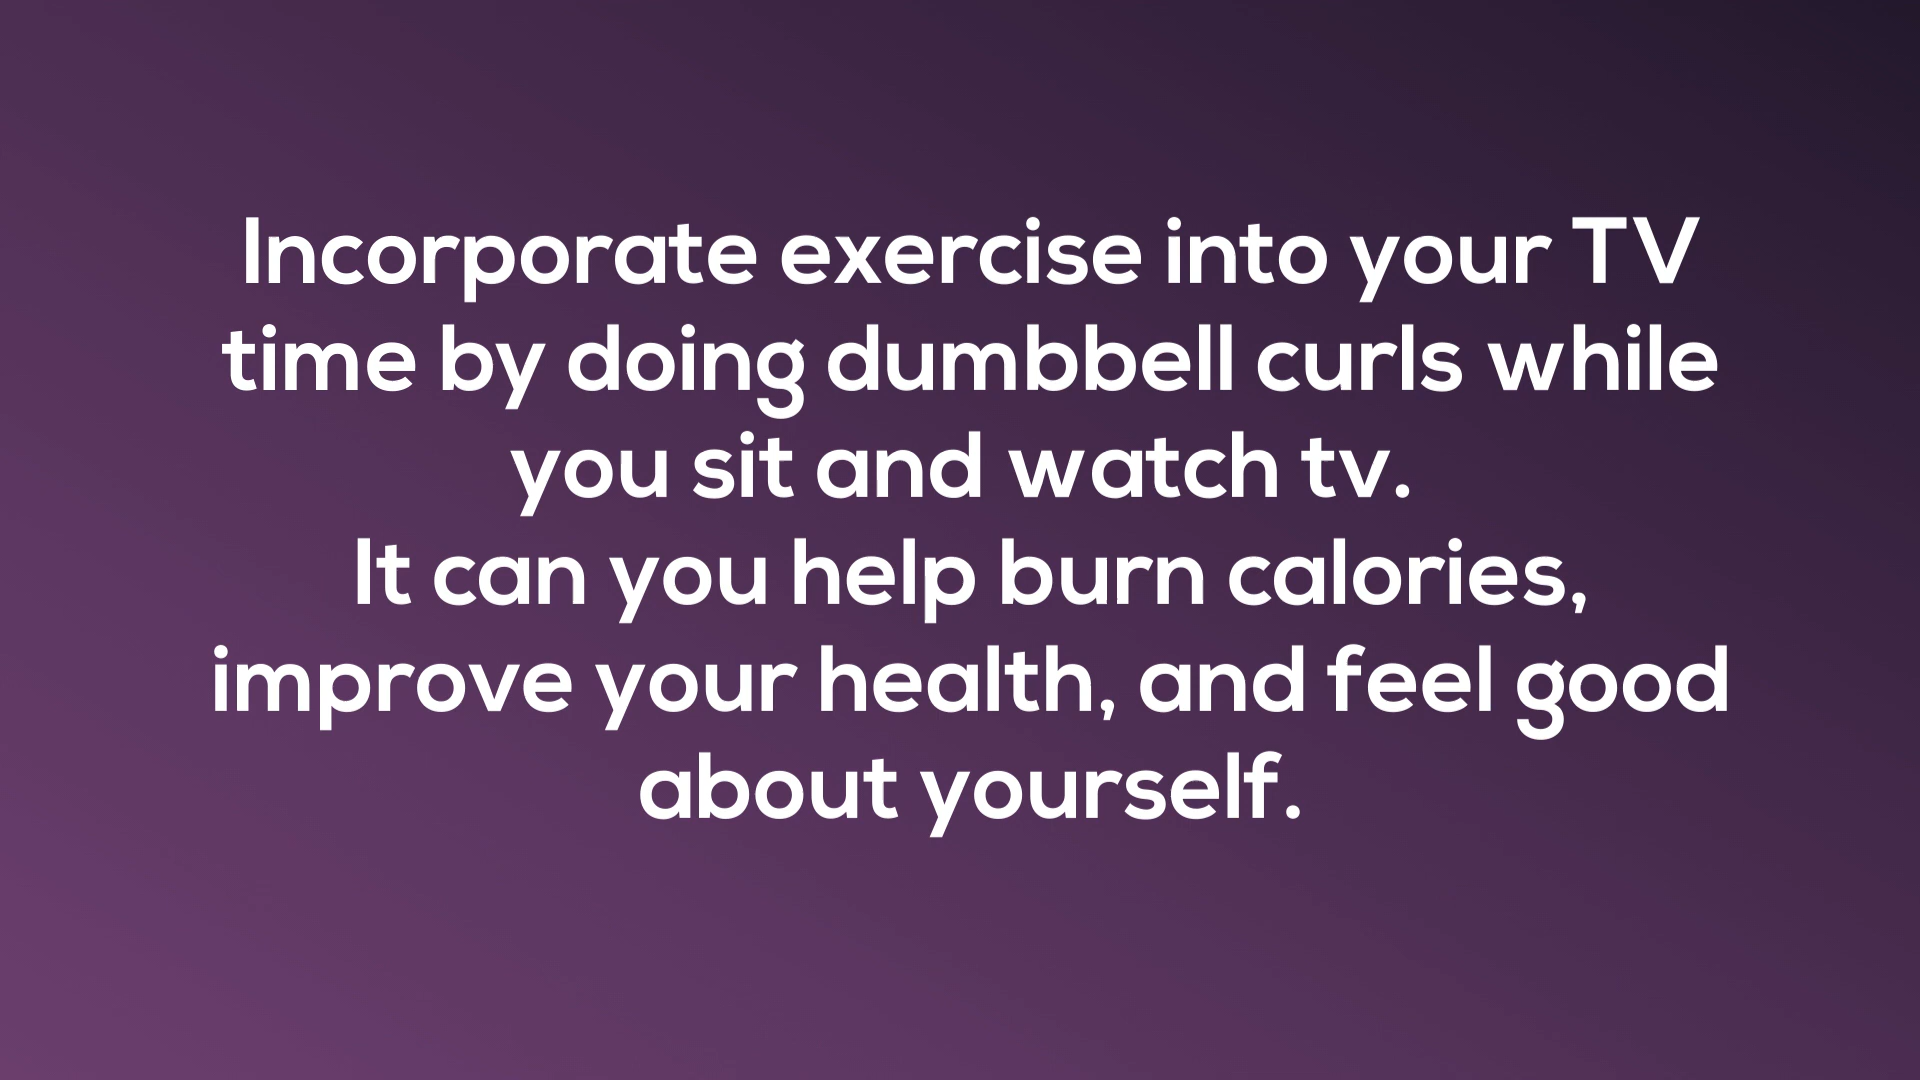 Incorporate exercise into your TV
time by doing dumbbell curls while
you sit and watch tv.
It can you help burn calories,
improve your health, and feel good
about yourself.